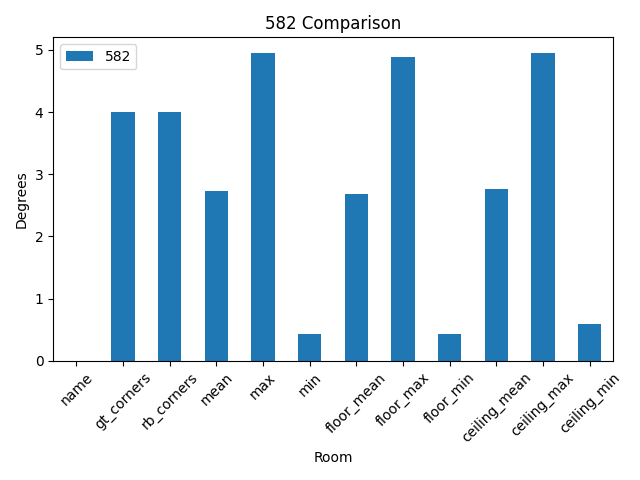 582 Comparison
582
Degrees
5
4
3
2
1
0
name
gt_corners
rb_corners
mean
max
min
floor_mean
floor_max
floor_min
ceiling_mean
ceiling_max
ceiling_min
Room